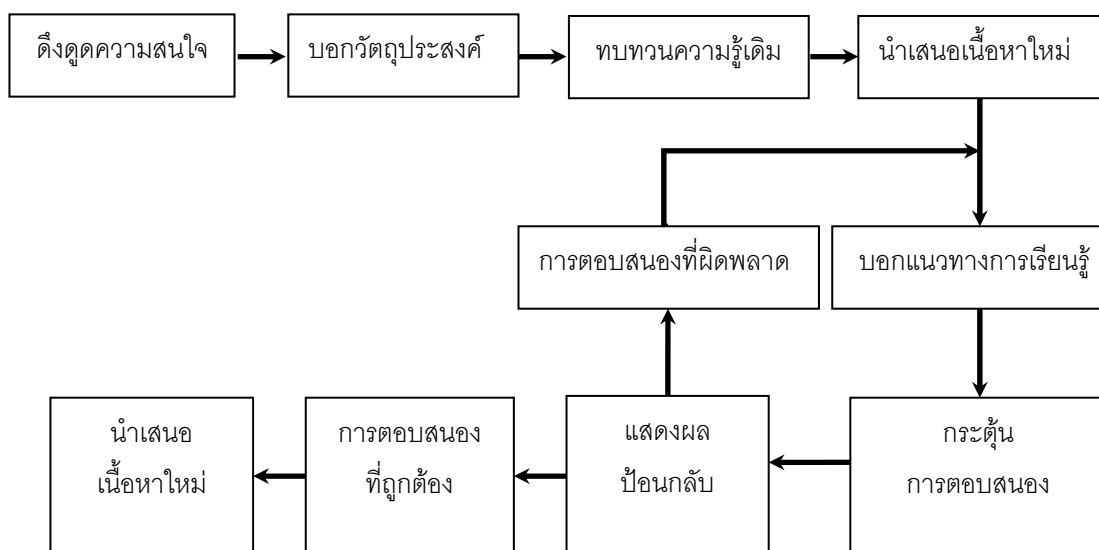 ดึงดูดความสนใจ
บอกวัตถุประสงค์
ทบทวนความรู้เดิม
นำเสนอเนื้อหาใหม่
การตอบสนองที่ผิดพลาด
บอกแนวทางการเรียนรู้
นำเสนอ
เนื้อหาใหม่
การตอบสนอง
ที่ถูกต้อง
แสดงผล
ป้อนกลับ
กระตุ้น
การตอบสนอง